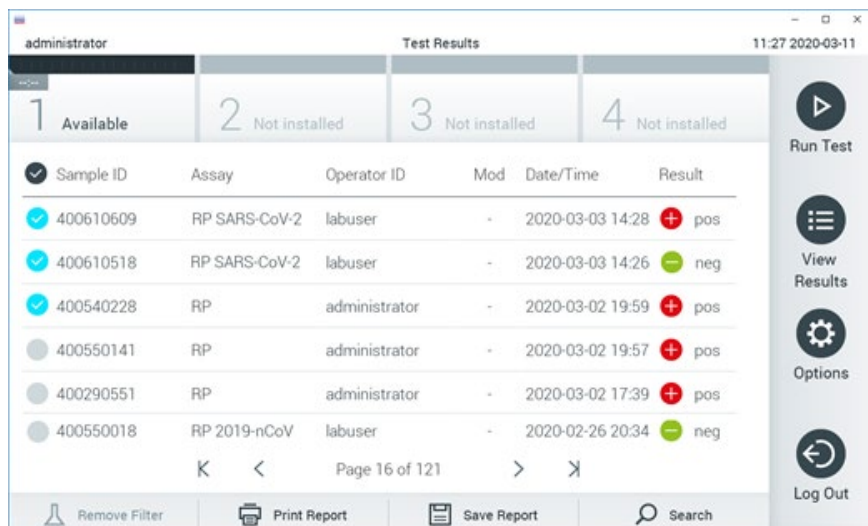 administrator Test Results 11:27 2020-03-11
--:--
1 Available 2 Not installed 3 Not installed 4 Not installed
Run Test
Sample ID Assay Operator ID Mod Date/Time Result
400610609 RP SARS-CoV-2 labuser - 2020-03-03 14:28 pos
400610518 RP SARS-CoV-2 labuser - 2020-03-03 14:26 neg
View
Results
400540228 RP administrator - 2020-03-02 19:59 pos
400550141 RP administrator - 2020-03-02 19:57 pos
Options
400290551 RP administrator - 2020-03-02 17:39 pos
400550018 RP 2019-nCoV labuser - 2020-02-26 20:34 neg
Page 16 of 121
Log Out
Remove Filter Print Report Save Report Search